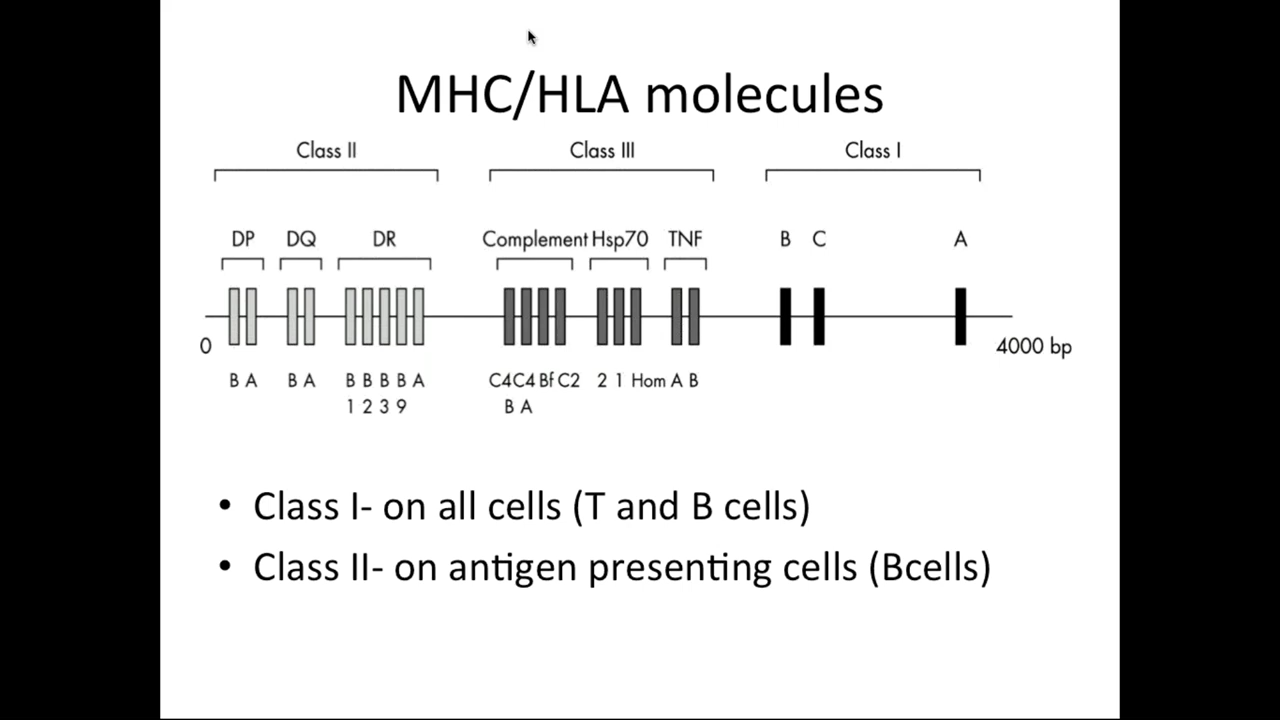 MHC/HLA molecules
Class II Class III Class I
DP DQ DR Complement Hsp70 TNF B C A
0 4000 bp
B A B A B B B B A C4 C4 Bf C2 2 1 Hom A B
1 2 3 9 B A
• Class I- on all cells (T and B cells)
• Class II- on antigen presenting cells (Bcells)